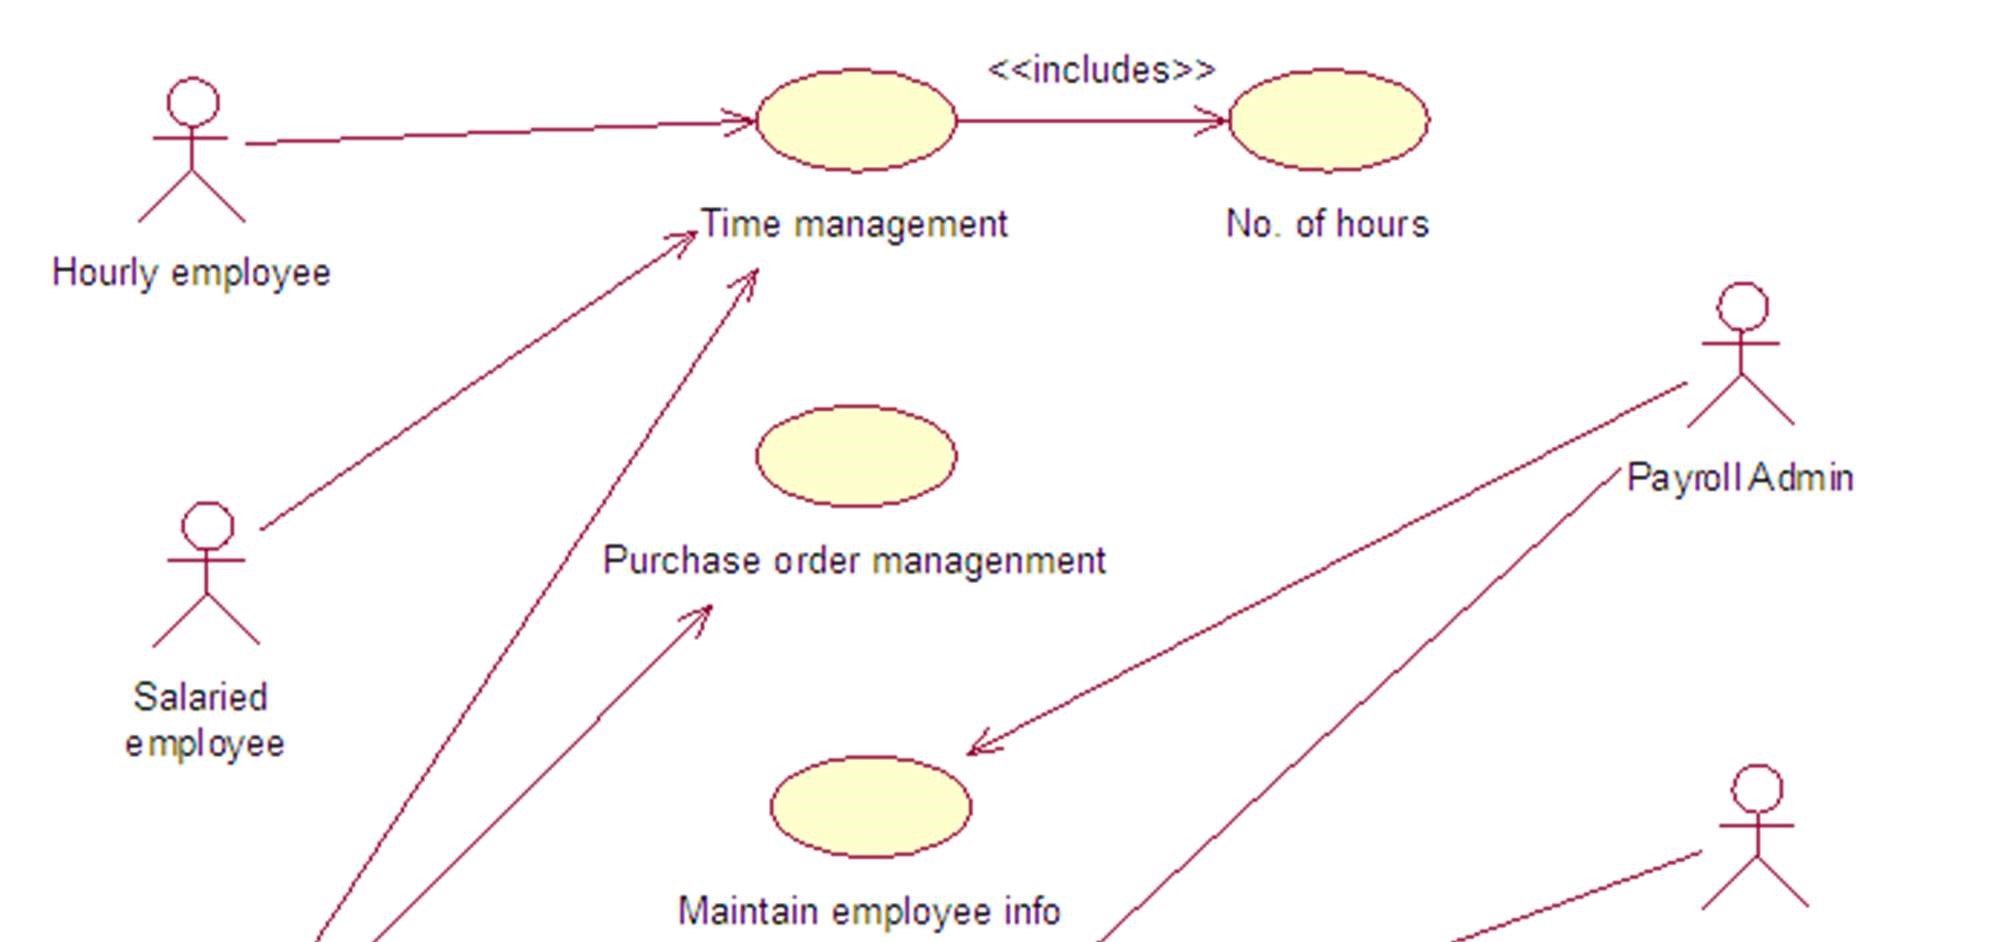 <<includes>>
Time management
No. of hours
Hourly employee
Payroll Admin
Purchase order managenment
Salaried
employee
Maintain employee info